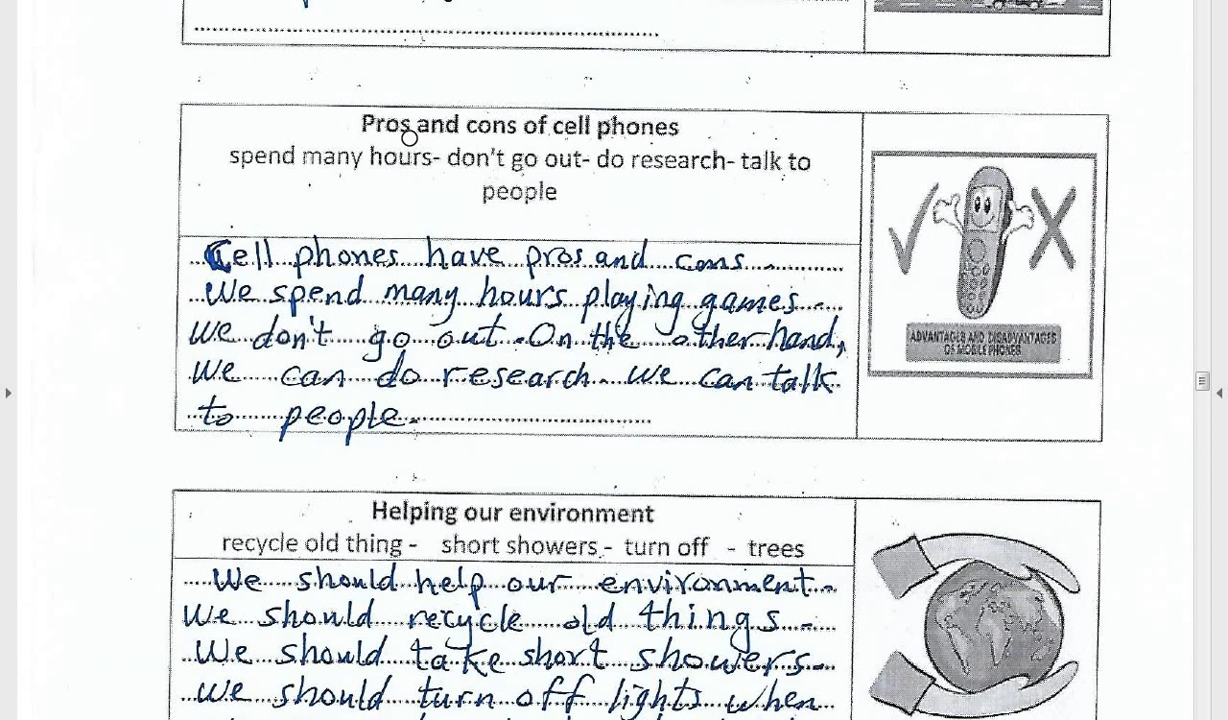 Pros and cons of cell phones
spend many hours- don't go out- do research- talk to
people
Cell phones have pros and cons.
We spend many hours playing games.
We don't go out. On the other hand,
We can do research. We can talk
to people.
ADVANTAGES AND DISADVANTAGES
OF MOBILE PHONES
Helping our environment
recycle old thing - short showers - turn off - trees
We should help our environment.
We should recycle old things.
We should take short showers.
We should turn off lights when